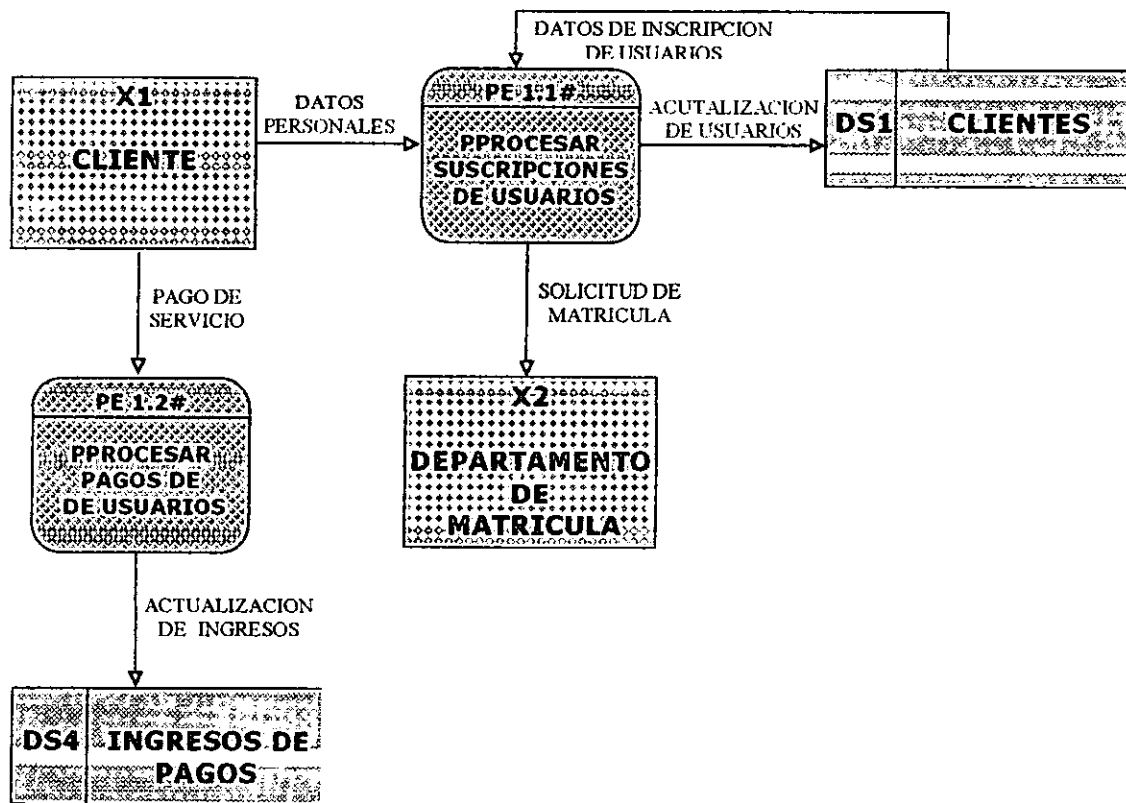 DATOS DE INSCRIPCION
DE USUARIOS
X1
CLIENTE
DATOS
PERSONALES
PE 1.1#
PPROCESAR
SUSCRIPCIONES
DE USUARIOS
ACUTALIZACION
DE USUARIOS
DS1
CLIENTES
PAGO DE
SERVICIO
SOLICITUD DE
MATRICULA
PE 1.2#
PPROCESAR
PAGOS DE
DE USUARIOS
X2
DEPARTAMENTO
DE
MATRICULA
ACTUALIZACION
DE INGRESOS
DS4
INGRESOS DE
PAGOS